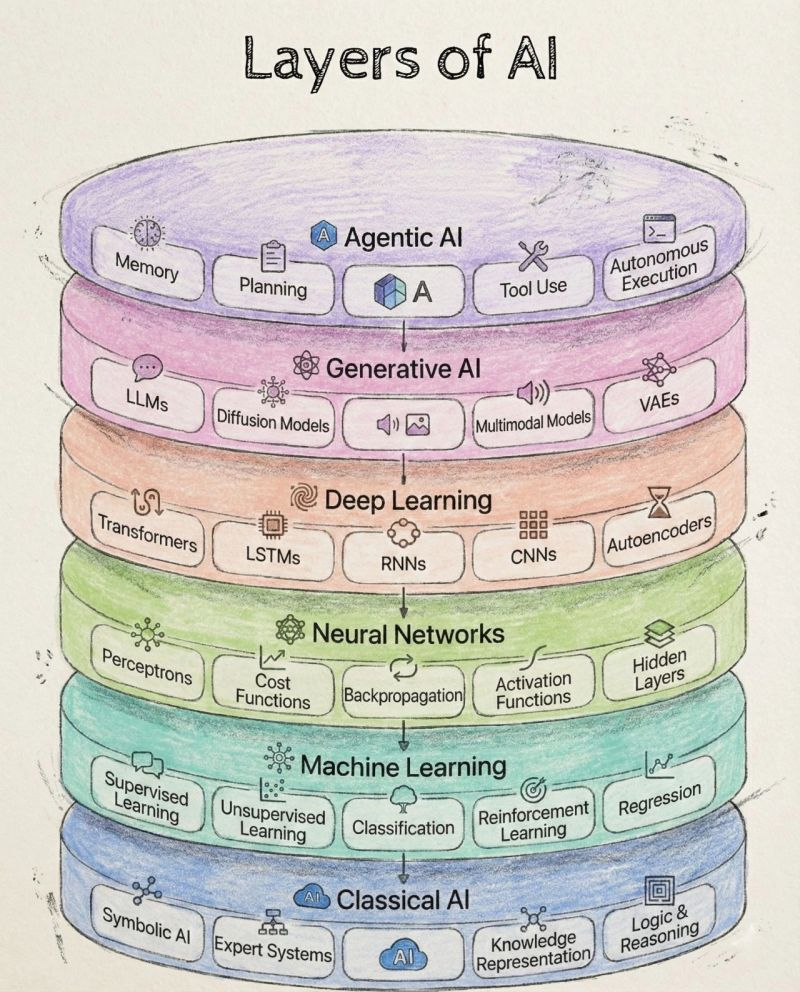 Layers of AI
A Agentic AI
Memory
Planning
A
Tool Use
Autonomous
Execution
Generative AI
LLMs
Diffusion Models
Multimodal Models
VAEs
Deep Learning
Transformers
LSTMs
RNNs
CNNs
Autoencoders
Neural Networks
Perceptrons
Cost
Functions
Backpropagation
Activation
Functions
Hidden
Layers
Machine Learning
Supervised
Learning
Unsupervised
Learning
Classification
Reinforcement
Learning
Regression
AI Classical AI
Symbolic AI
Expert Systems
AI
Knowledge
Representation
Logic &
Reasoning